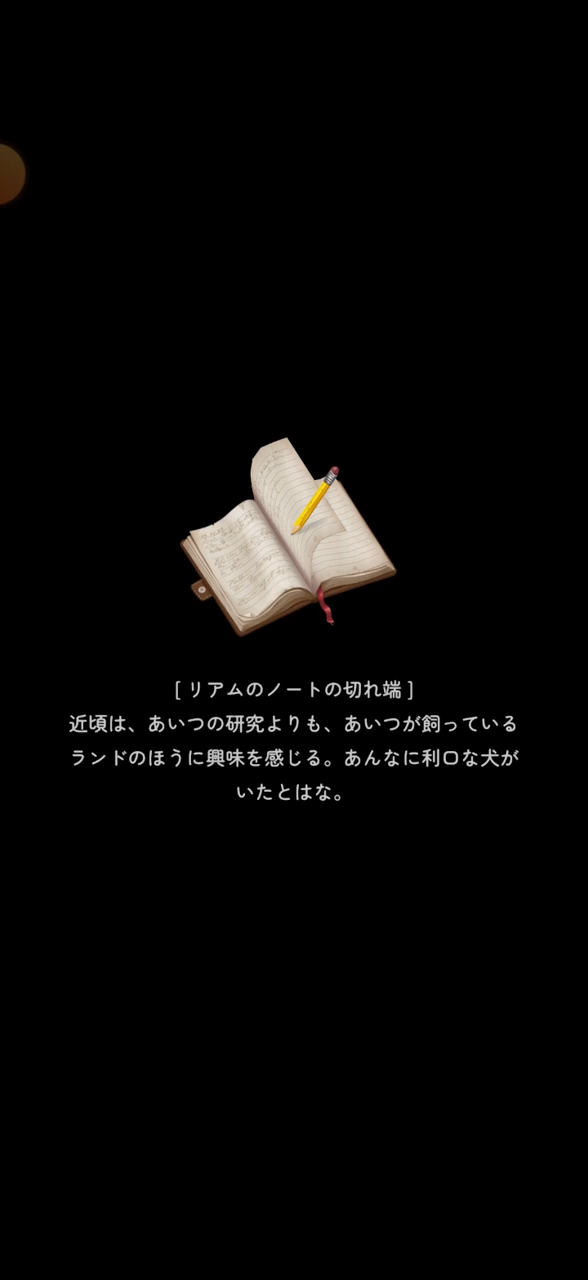 [ リアムのノートの切れ端 ]
近頃は、あいつの研究よりも、あいつが飼っている
ランドのほうに興味を感じる。あんなに利口な犬が
いたとはな。